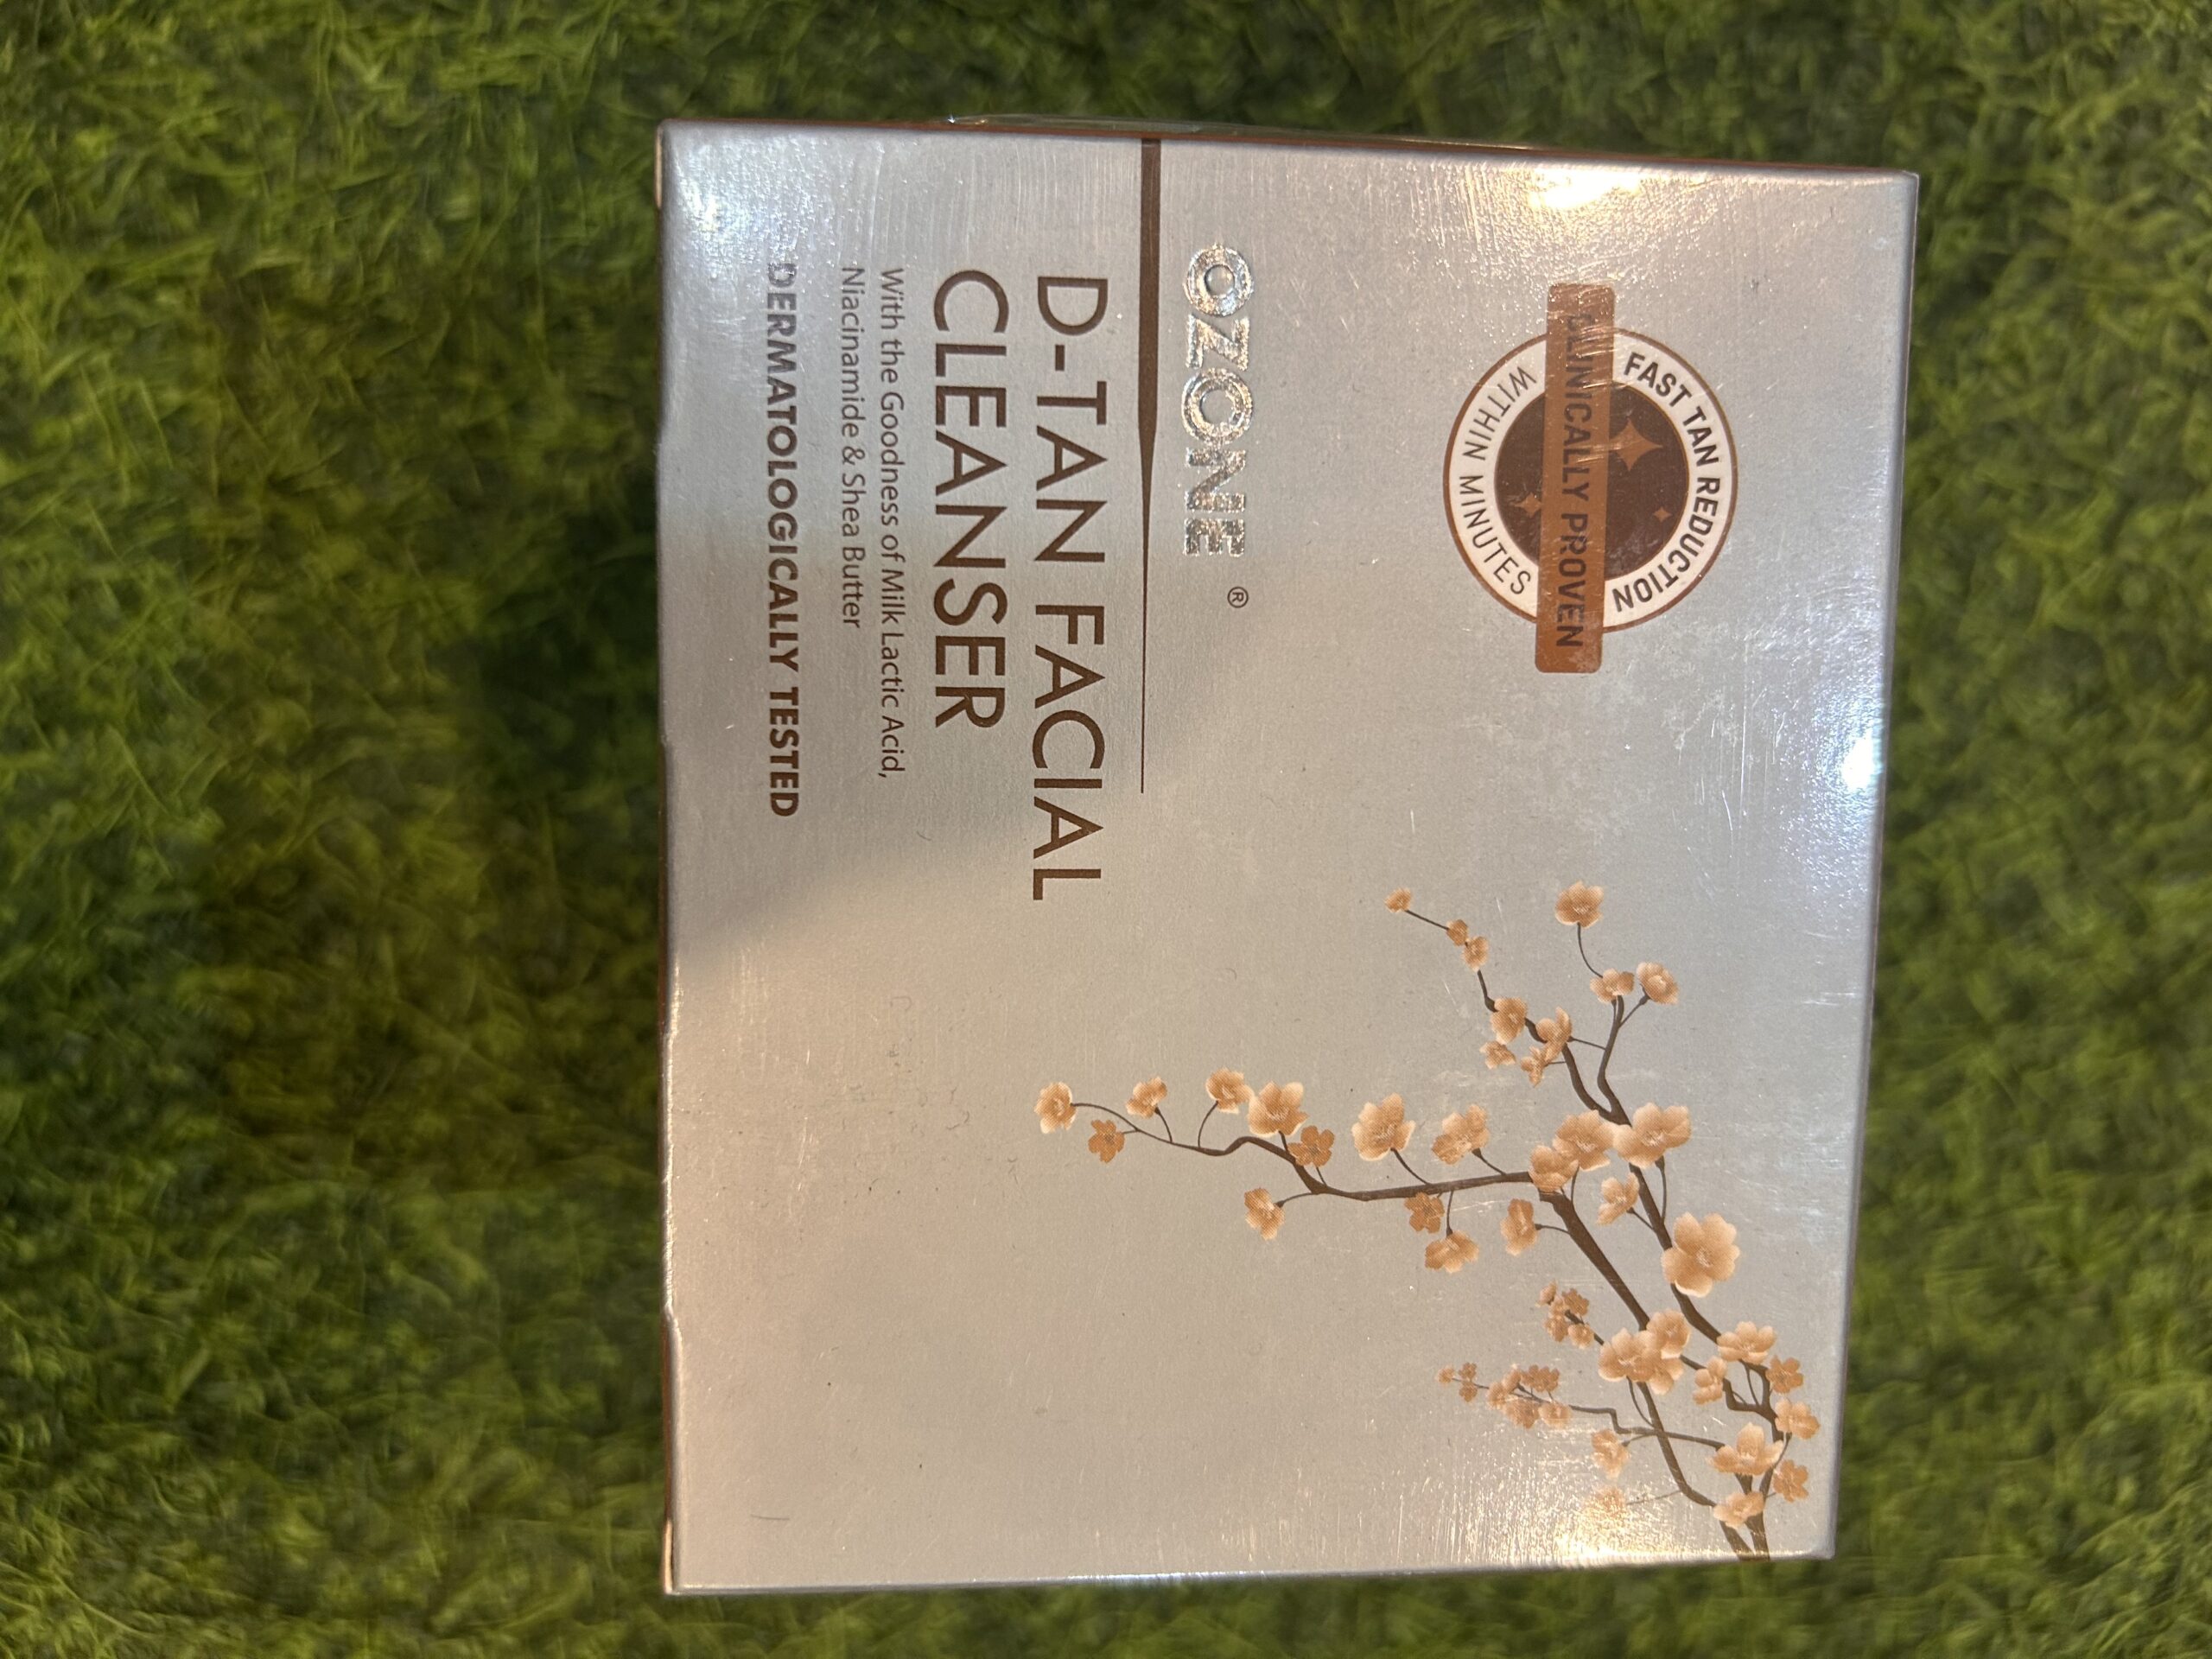 FAST TAN REDUCTION
CLINICALLY PROVEN
WITHIN MINUTES
OZONE®
D-TAN FACIAL
CLEANSER
With the Goodness of Milk Lactic Acid,
Niacinamide & Shea Butter
DERMATOLOGICALLY TESTED